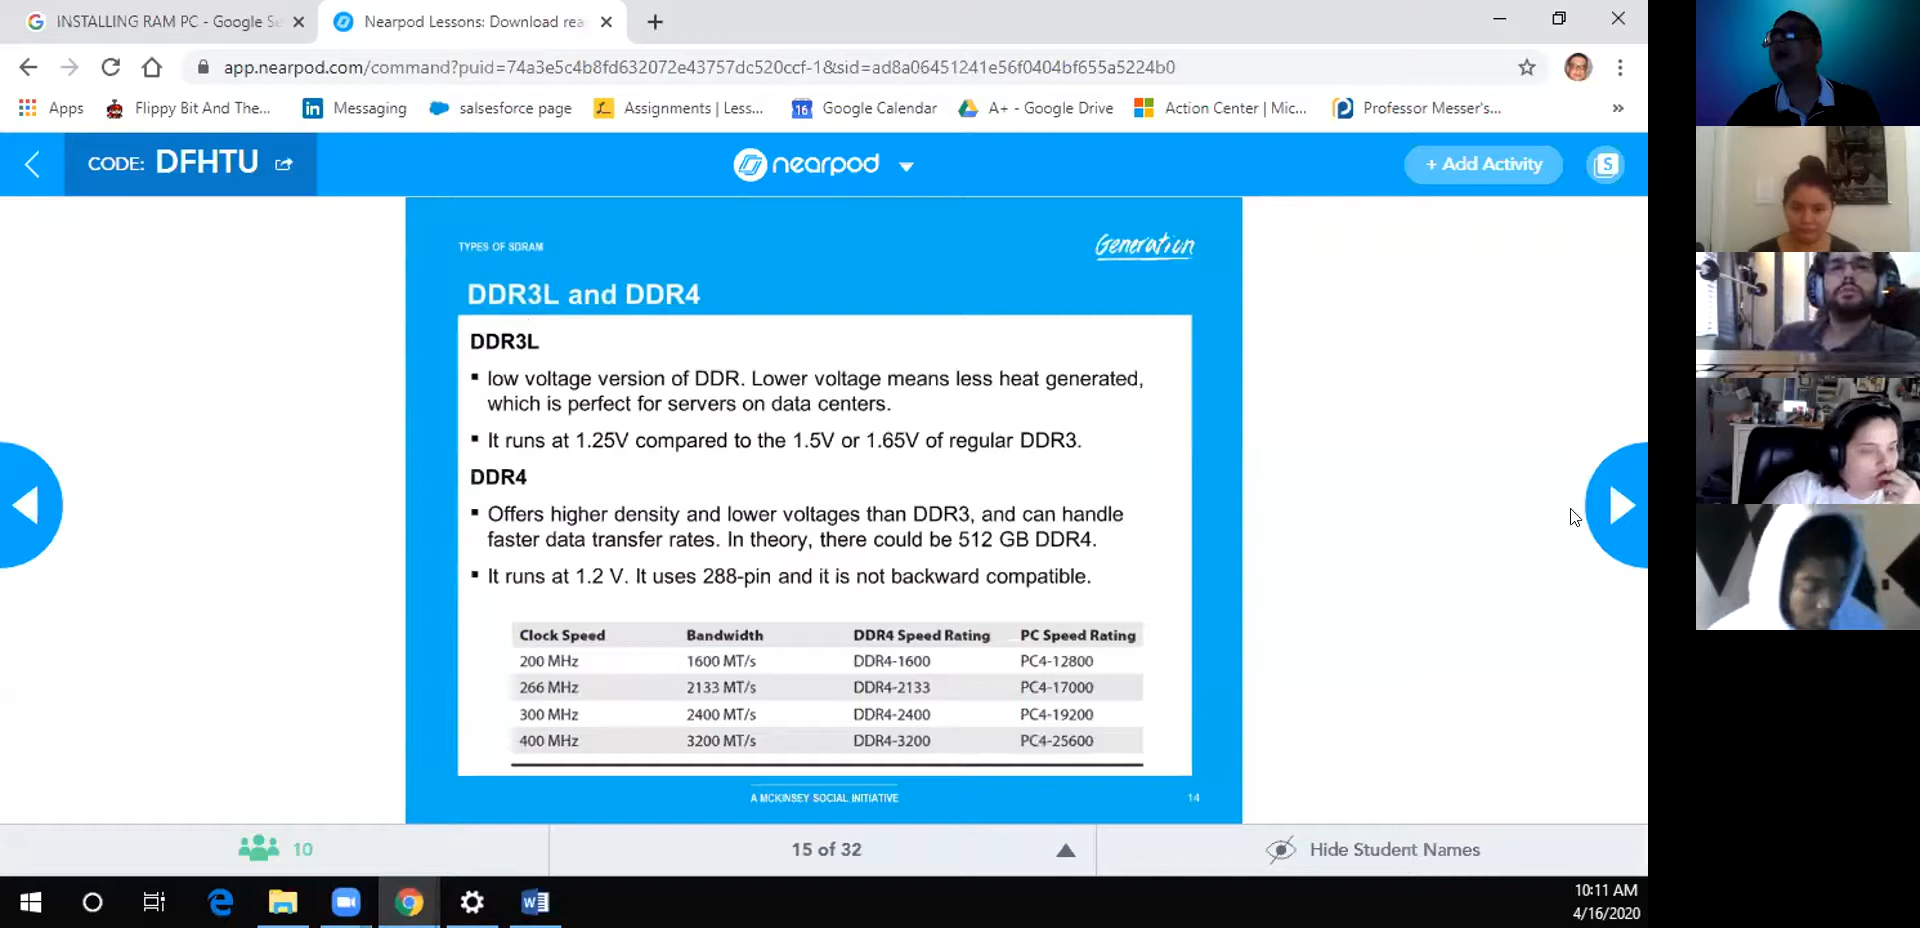 INSTALLING RAM PC - Google Se
Nearpod Lessons: Download rea
app.nearpod.com/command?puid=74a3e5c4b8fd632072e43757dc520ccf-1&sid=ad8a06451241e56f0404bf655a5224b0
Apps
Flippy Bit And The...
Messaging
salsesforce page
Assignments | Less...
Google Calendar
A+ - Google Drive
Action Center | Mic...
Professor Messer's...
CODE: DFHTU
nearpod
+ Add Activity
S
TYPES OF SDRAM
Generation
DDR3L and DDR4
DDR3L
▪ low voltage version of DDR. Lower voltage means less heat generated,
which is perfect for servers on data centers.
▪ It runs at 1.25V compared to the 1.5V or 1.65V of regular DDR3.
DDR4
▪ Offers higher density and lower voltages than DDR3, and can handle
faster data transfer rates. In theory, there could be 512 GB DDR4.
▪ It runs at 1.2 V. It uses 288-pin and it is not backward compatible.
Clock Speed Bandwidth DDR4 Speed Rating PC Speed Rating
200 MHz 1600 MT/s DDR4-1600 PC4-12800
266 MHz 2133 MT/s DDR4-2133 PC4-17000
300 MHz 2400 MT/s DDR4-2400 PC4-19200
400 MHz 3200 MT/s DDR4-3200 PC4-25600
A MCKINSEY SOCIAL INITIATIVE
14
10
15 of 32
Hide Student Names
10:11 AM
4/16/2020